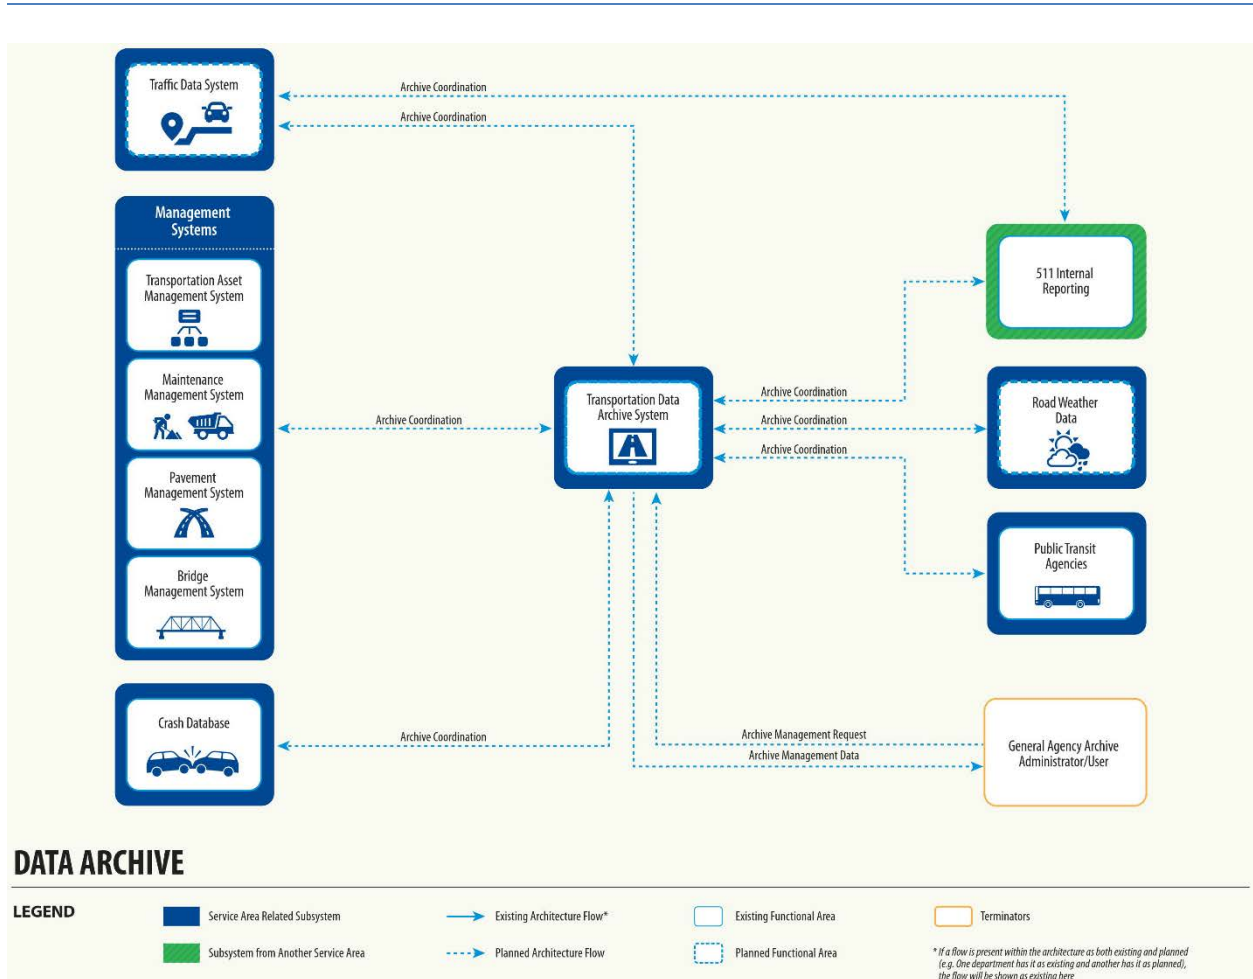 Traffic Data System
Archive Coordination
Archive Coordination
Management
Systems
Transportation Asset
Management System
Maintenance
Management System
Pavement
Management System
Bridge
Management System
Crash Database
Archive Coordination
Archive Coordination
Transportation Data
Archive System
Archive Coordination
Archive Coordination
Archive Coordination
511 Internal
Reporting
Road Weather
Data
Public Transit
Agencies
Archive Management Request
Archive Management Data
General Agency Archive
Administrator/User
DATA ARCHIVE
LEGEND
Service Area Related Subsystem
Subsystem from Another Service Area
Existing Architecture Flow*
Planned Architecture Flow
Existing Functional Area
Planned Functional Area
Terminators
* If a flow is present within the architecture as both existing and planned
(e.g. One department has it as existing and another has it as planned),
the flow will be shown as existing here